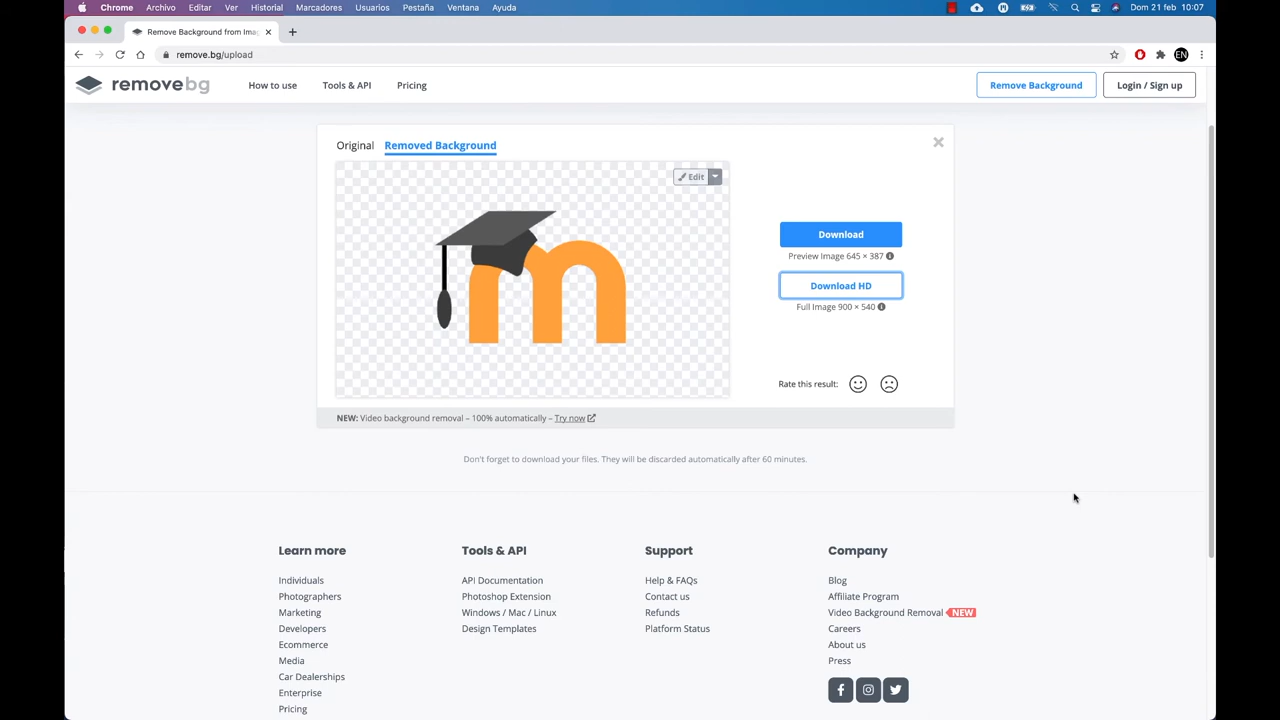 Chrome Archivo Editar Ver Historial Marcadores Usuarios Pestaña Ventana Ayuda Dom 21 feb 10:07
Remove Background from Imag
remove.bg/upload EN
removebg How to use Tools & API Pricing Remove Background Login / Sign up
Original Removed Background
Edit
m
Download
Preview Image 645 × 387
Download HD
Full Image 900 × 540
Rate this result:
NEW: Video background removal – 100% automatically – Try now
Don't forget to download your files. They will be discarded automatically after 60 minutes.
Learn more
Individuals
Photographers
Marketing
Developers
Ecommerce
Media
Car Dealerships
Enterprise
Pricing
Tools & API
API Documentation
Photoshop Extension
Windows / Mac / Linux
Design Templates
Support
Help & FAQs
Contact us
Refunds
Platform Status
Company
Blog
Affiliate Program
Video Background Removal NEW
Careers
About us
Press